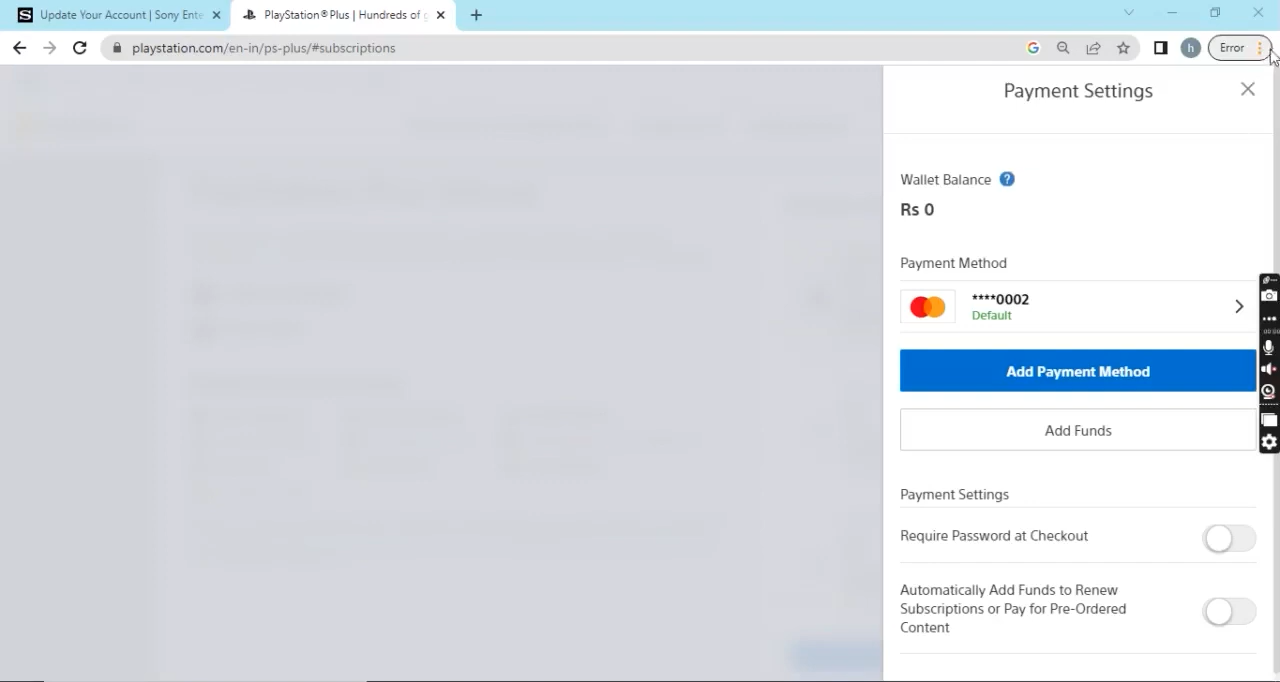 Update Your Account | Sony Ente
PlayStation®Plus | Hundreds of g
playstation.com/en-in/ps-plus/#subscriptions
h
Error
Payment Settings
Wallet Balance ?
Rs 0
Payment Method
****0002
Default
Add Payment Method
Add Funds
Payment Settings
Require Password at Checkout
Automatically Add Funds to Renew
Subscriptions or Pay for Pre-Ordered
Content